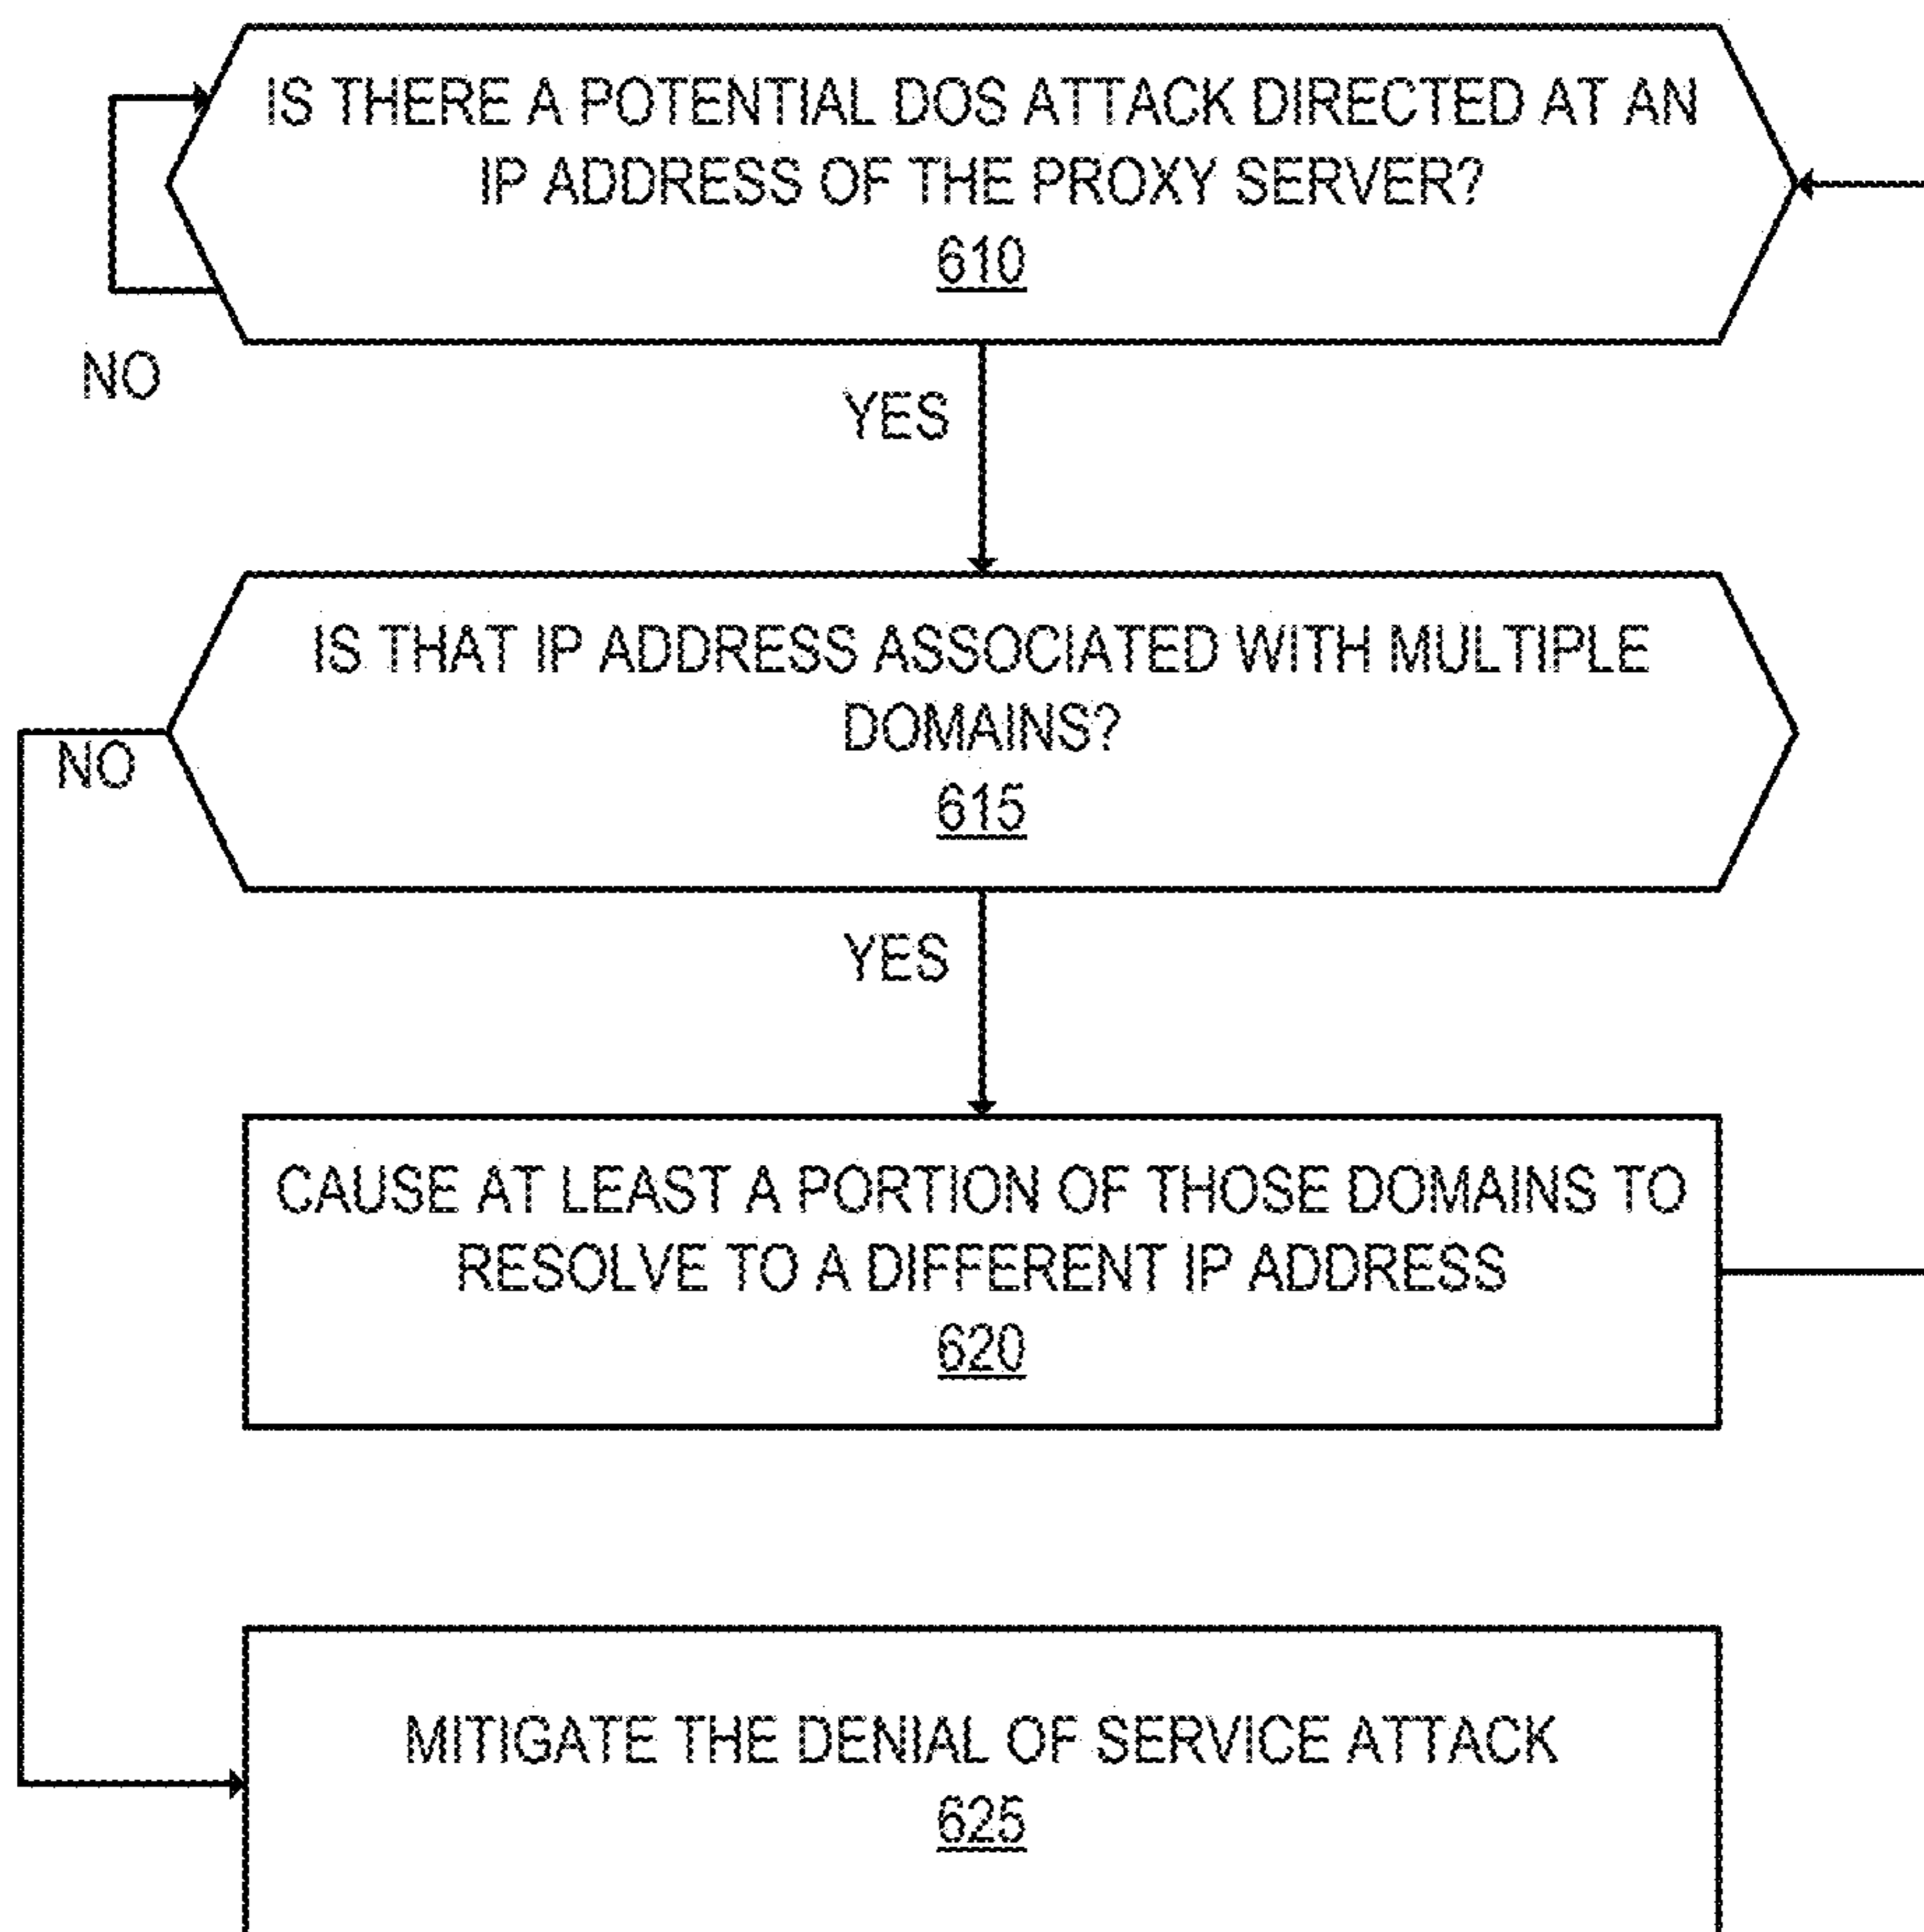 IS THERE A POTENTIAL DOS ATTACK DIRECTED AT AN
IP ADDRESS OF THE PROXY SERVER?
610
NO
YES
IS THAT IP ADDRESS ASSOCIATED WITH MULTIPLE
DOMAINS?
615
NO
YES
CAUSE AT LEAST A PORTION OF THOSE DOMAINS TO
RESOLVE TO A DIFFERENT IP ADDRESS
620
MITIGATE THE DENIAL OF SERVICE ATTACK
625